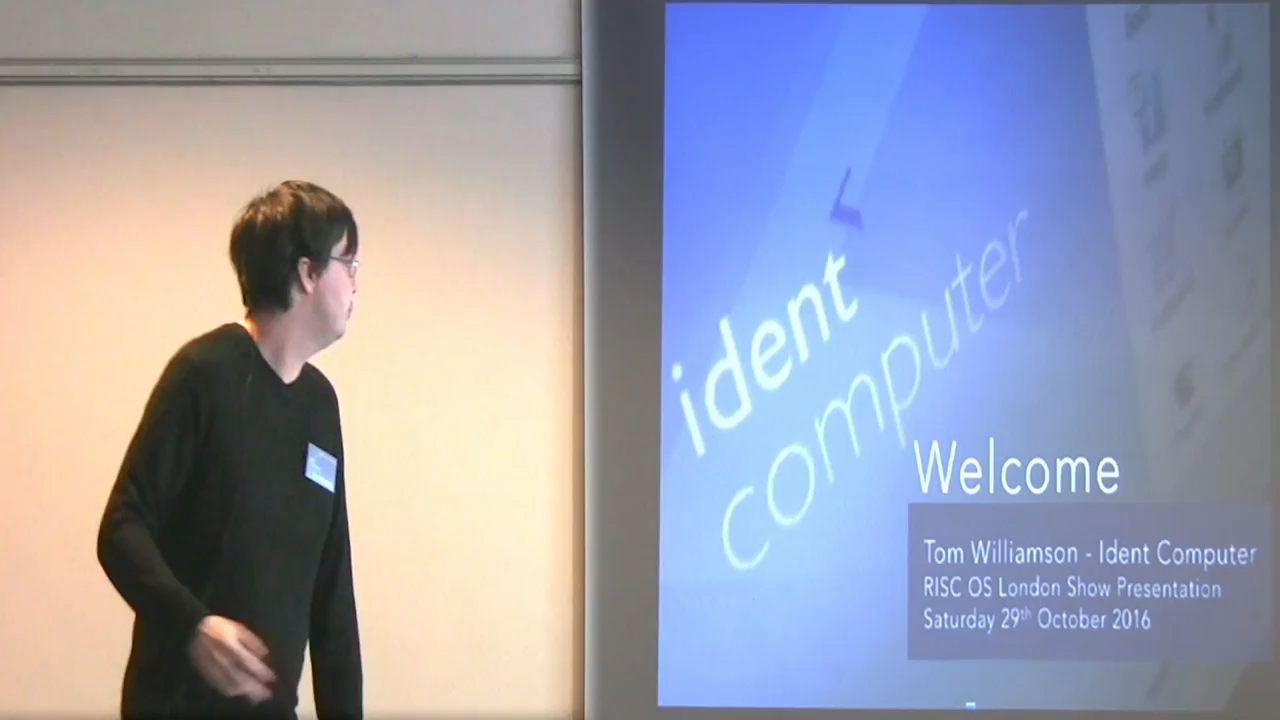 ident
computer
Welcome
Tom Williamson - Ident Computer
RISC OS London Show Presentation
Saturday 29th October 2016